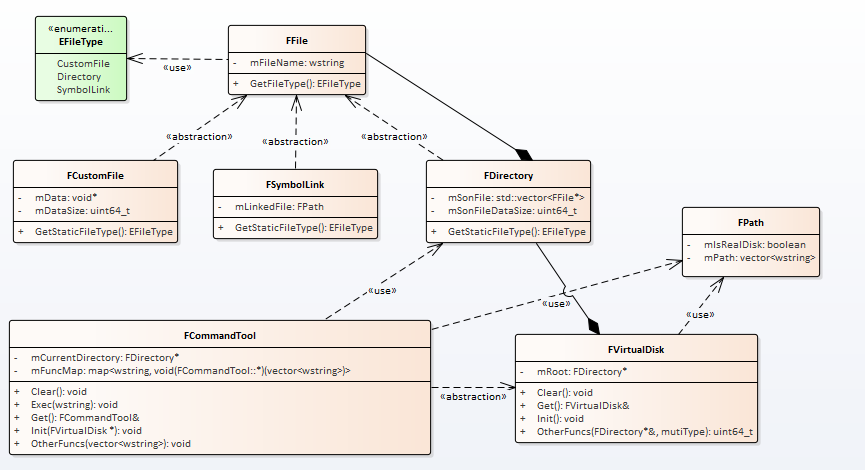 «enumerati...
EFileType
CustomFile
Directory
SymbolLink
FFile
- mFileName: wstring
+ GetFileType(): EFileType
«use»
«abstraction»
«abstraction»
«abstraction»
FCustomFile
- mData: void*
- mDataSize: uint64_t
+ GetStaticFileType(): EFileType
FSymbolLink
- mLinkedFile: FPath
+ GetStaticFileType(): EFileType
FDirectory
- mSonFile: std::vector<FFile*>
- mSonFileDataSize: uint64_t
+ GetStaticFileType(): EFileType
FPath
- mIsRealDisk: boolean
- mPath: vector<wstring>
«use»
«use»
«use»
FCommandTool
- mCurrentDirectory: FDirectory*
- mFuncMap: map<wstring, void(FCommandTool::*)(vector<wstring>)>
+ Clear(): void
+ Exec(wstring): void
+ Get(): FCommandTool&
+ Init(FVirtualDisk *): void
+ OtherFuncs(vector<wstring>): void
«abstraction»
FVirtualDisk
- mRoot: FDirectory*
+ Clear(): void
+ Get(): FVirtualDisk&
+ Init(): void
+ OtherFuncs(FDirectory*&, mutiType): uint64_t